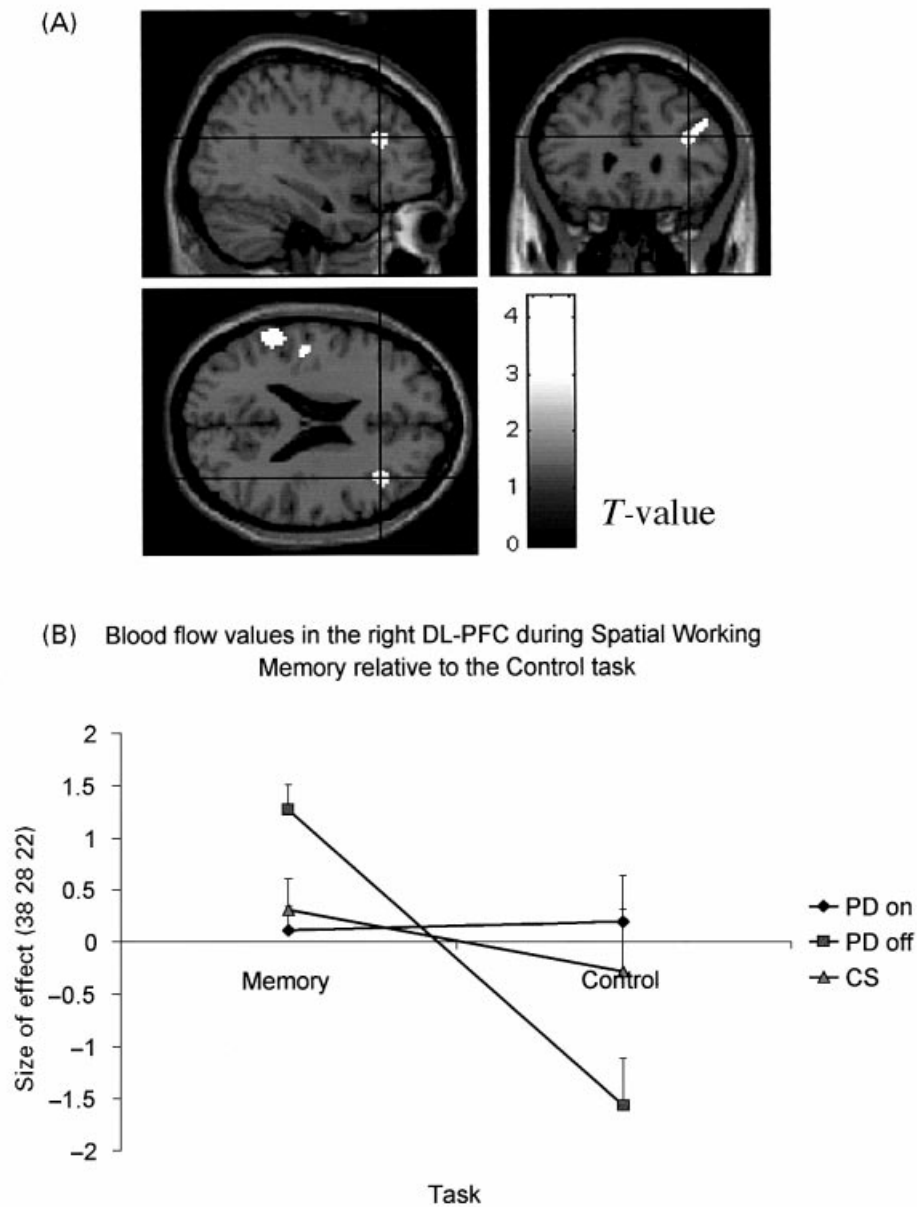 (A)
4
3
2
1
0
T-value
(B) Blood flow values in the right DL-PFC during Spatial Working
Memory relative to the Control task
Size of effect (38 28 22)
2
1.5
1
0.5
0
−0.5
−1
−1.5
−2
Memory
Control
PD on
PD off
CS
Task